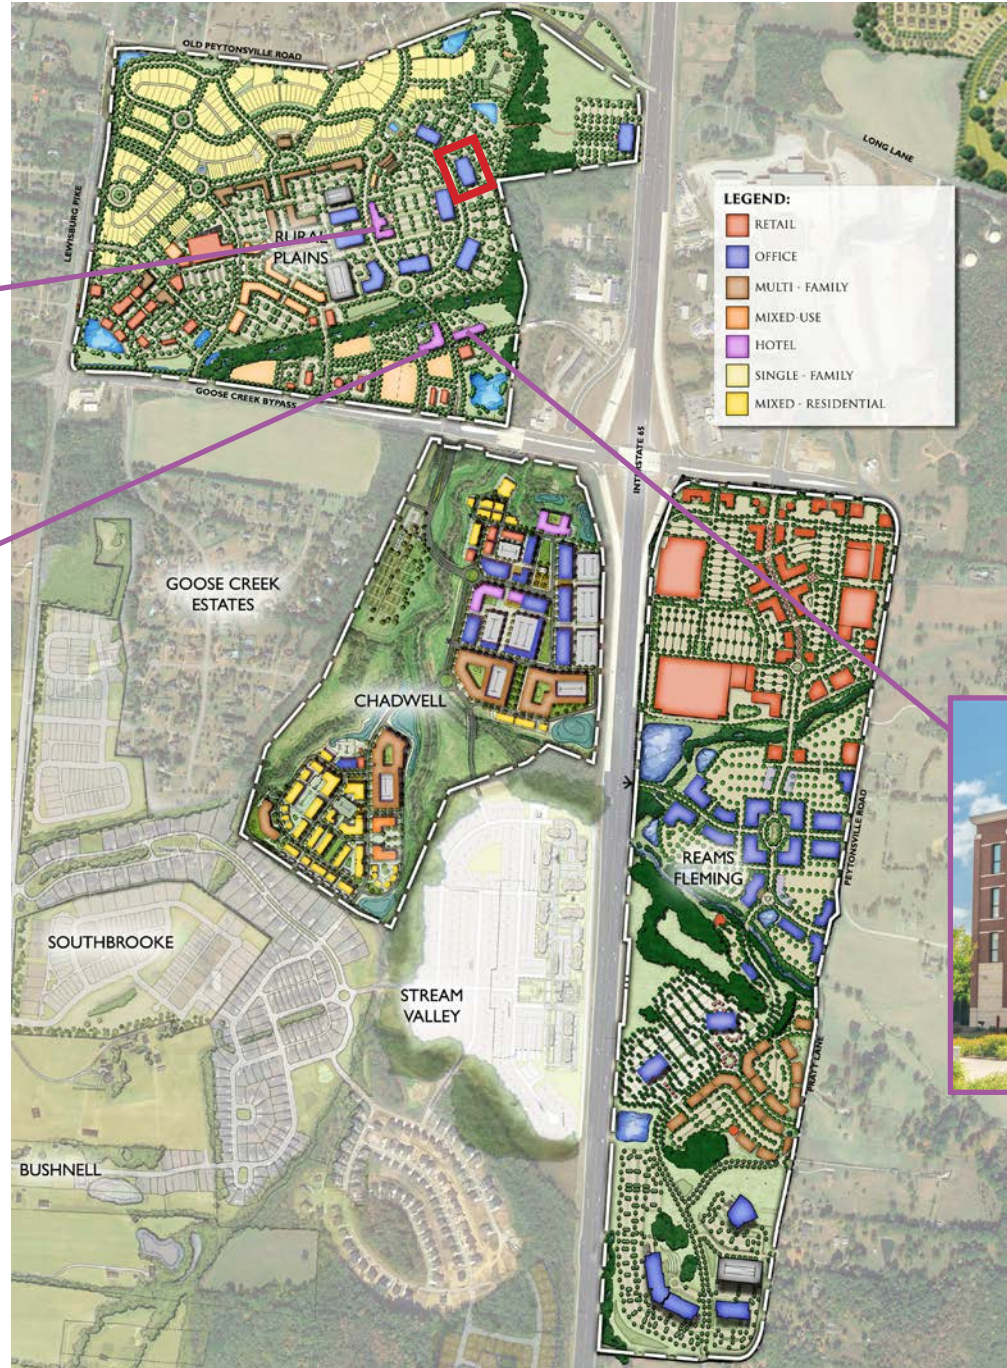 OLD PEYTONSVILLE ROAD
LONG LANE
LEWISBURG PIKE
RURAL
PLAINS
LEGEND:
RETAIL
OFFICE
MULTI - FAMILY
MIXED-USE
HOTEL
SINGLE - FAMILY
MIXED - RESIDENTIAL
GOOSE CREEK BYPASS
INTERSTATE 65
GOOSE CREEK
ESTATES
CHADWELL
PEYTONSVILLE ROAD
REAMS
FLEMING
SOUTHBROOKE
STREAM
VALLEY
PRATT LANE
BUSHNELL